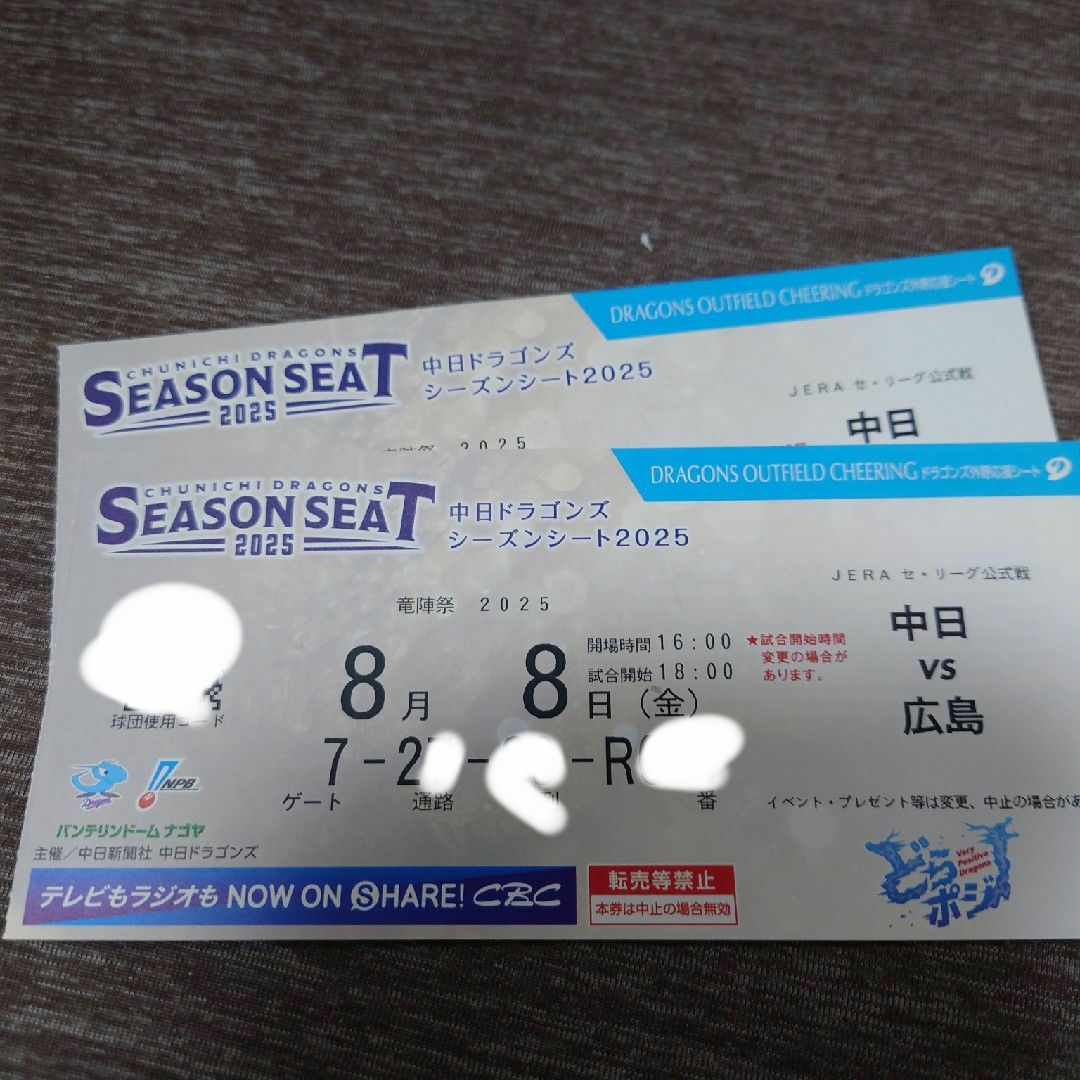 DRAGONS OUTFIELD CHEERING ドラゴンズ外野応援シート
CHUNICHI DRAGONS
SEASON SEAT
2025
中日ドラゴンズ
シーズンシート2025
JERA セ・リーグ公式戦
中日
2025
DRAGONS OUTFIELD CHEERING ドラゴンズ外野応援シート
CHUNICHI DRAGONS
SEASON SEAT
2025
中日ドラゴンズ
シーズンシート2025
JERA セ・リーグ公式戦
竜陣祭 2025
中日
vs
広島
開場時間 16:00
試合開始 18:00
★試合開始時間
変更の場合が
あります。
8月 8日(金)
球団使用コード
7-2 - -R
ゲート 通路 番
イベント・プレゼント等は変更、中止の場合があ
Dragons
NPB
バンテリンドーム ナゴヤ
主催/中日新聞社 中日ドラゴンズ
テレビもラジオも NOW ON SHARE! CBC
転売等禁止
本券は中止の場合無効
どらポジ
Very
Positive
Dragons